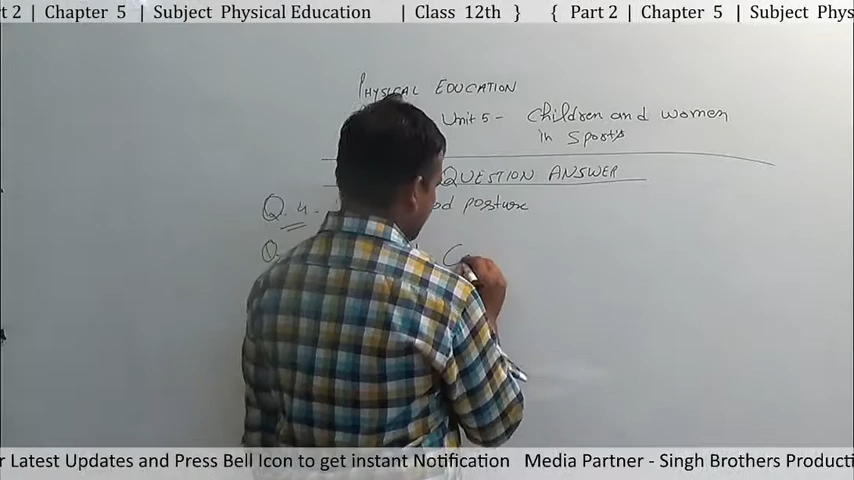 t 2 | Chapter 5 | Subject Physical Education | Class 12th } { Part 2 | Chapter 5 | Subject Phys
PHYSICAL EDUCATION
Unit 5 - Children and women
in Sports
QUESTION ANSWER
Q. 4. od posture
Q. C
r Latest Updates and Press Bell Icon to get instant Notification Media Partner - Singh Brothers Producti